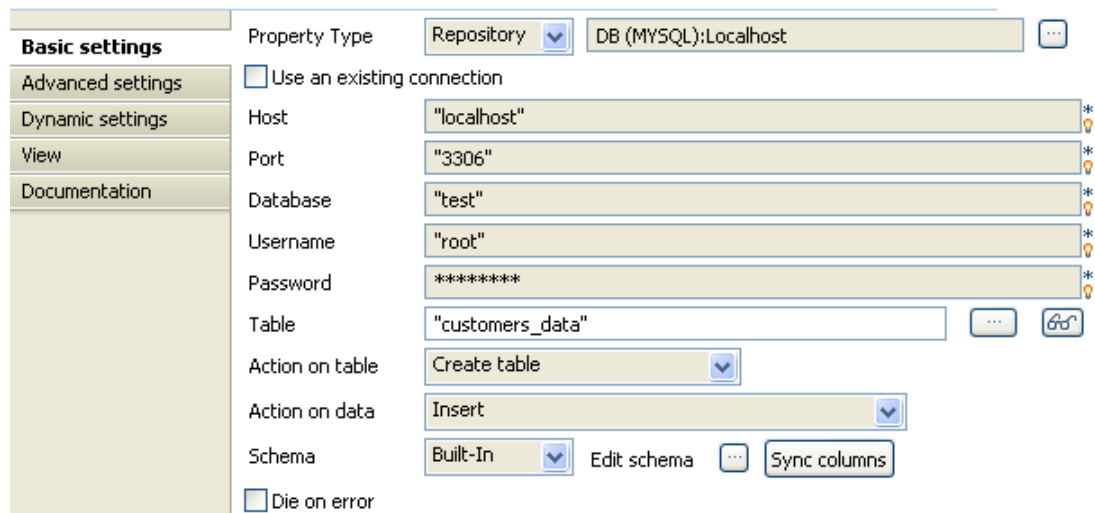 Basic settings
Advanced settings
Dynamic settings
View
Documentation
Property Type Repository DB (MYSQL):Localhost ...
Use an existing connection
Host "localhost" *
Port "3306" *
Database "test" *
Username "root" *
Password ******** *
Table "customers_data" ...
Action on table Create table
Action on data Insert
Schema Built-In Edit schema ... Sync columns
Die on error